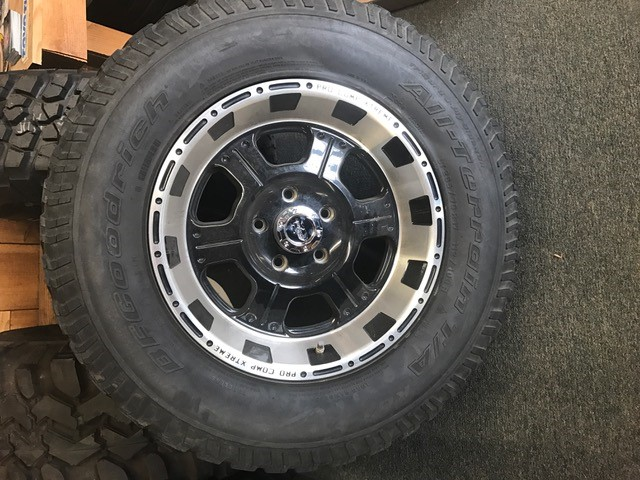 BFGoodrich
All-Terrain T/A
PRO COMP XTREME
PRO COMP XTREME